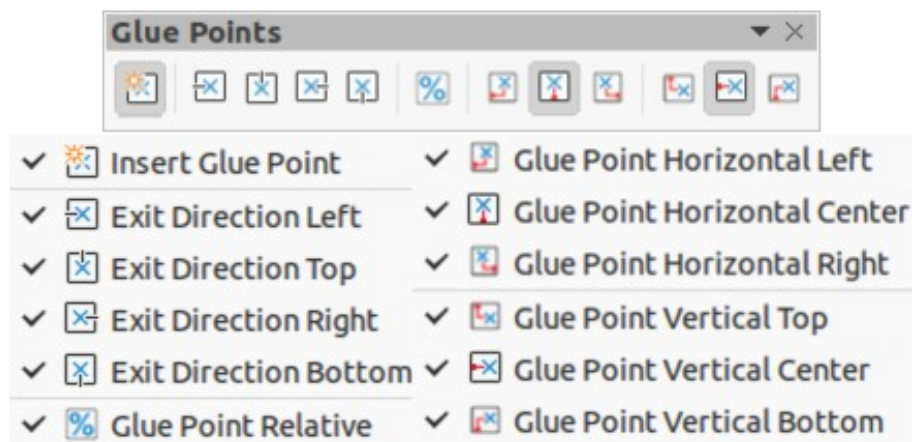 Glue Points
Insert Glue Point
Exit Direction Left
Exit Direction Top
Exit Direction Right
Exit Direction Bottom
Glue Point Relative
Glue Point Horizontal Left
Glue Point Horizontal Center
Glue Point Horizontal Right
Glue Point Vertical Top
Glue Point Vertical Center
Glue Point Vertical Bottom